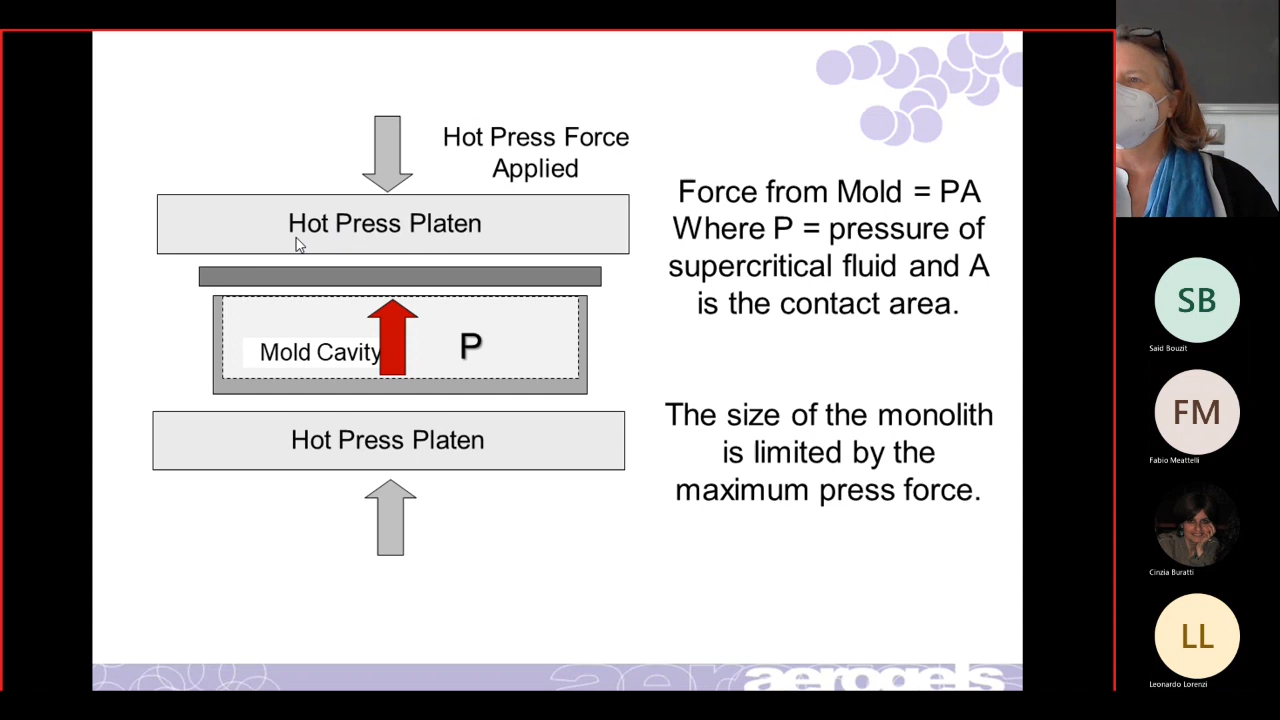 Hot Press Force
Applied
Hot Press Platen
Mold Cavity
P
Hot Press Platen
Force from Mold = PA
Where P = pressure of
supercritical fluid and A
is the contact area.
The size of the monolith
is limited by the
maximum press force.
aerogels
SB
Said Bouzit
FM
Fabio Meattelli
Cinzia Buratti
LL
Leonardo Lorenzi